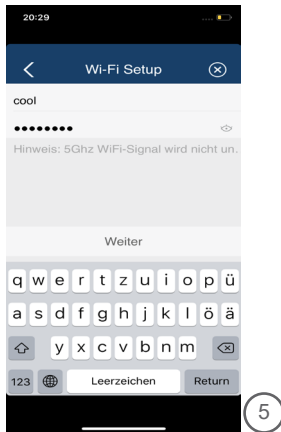 20:29
Wi-Fi Setup
cool
••••••••
Hinweis: 5Ghz WiFi-Signal wird nicht un.
Weiter
q w e r t z u i o p ü
a s d f g h j k l ö ä
y x c v b n m
123 Leerzeichen Return
5